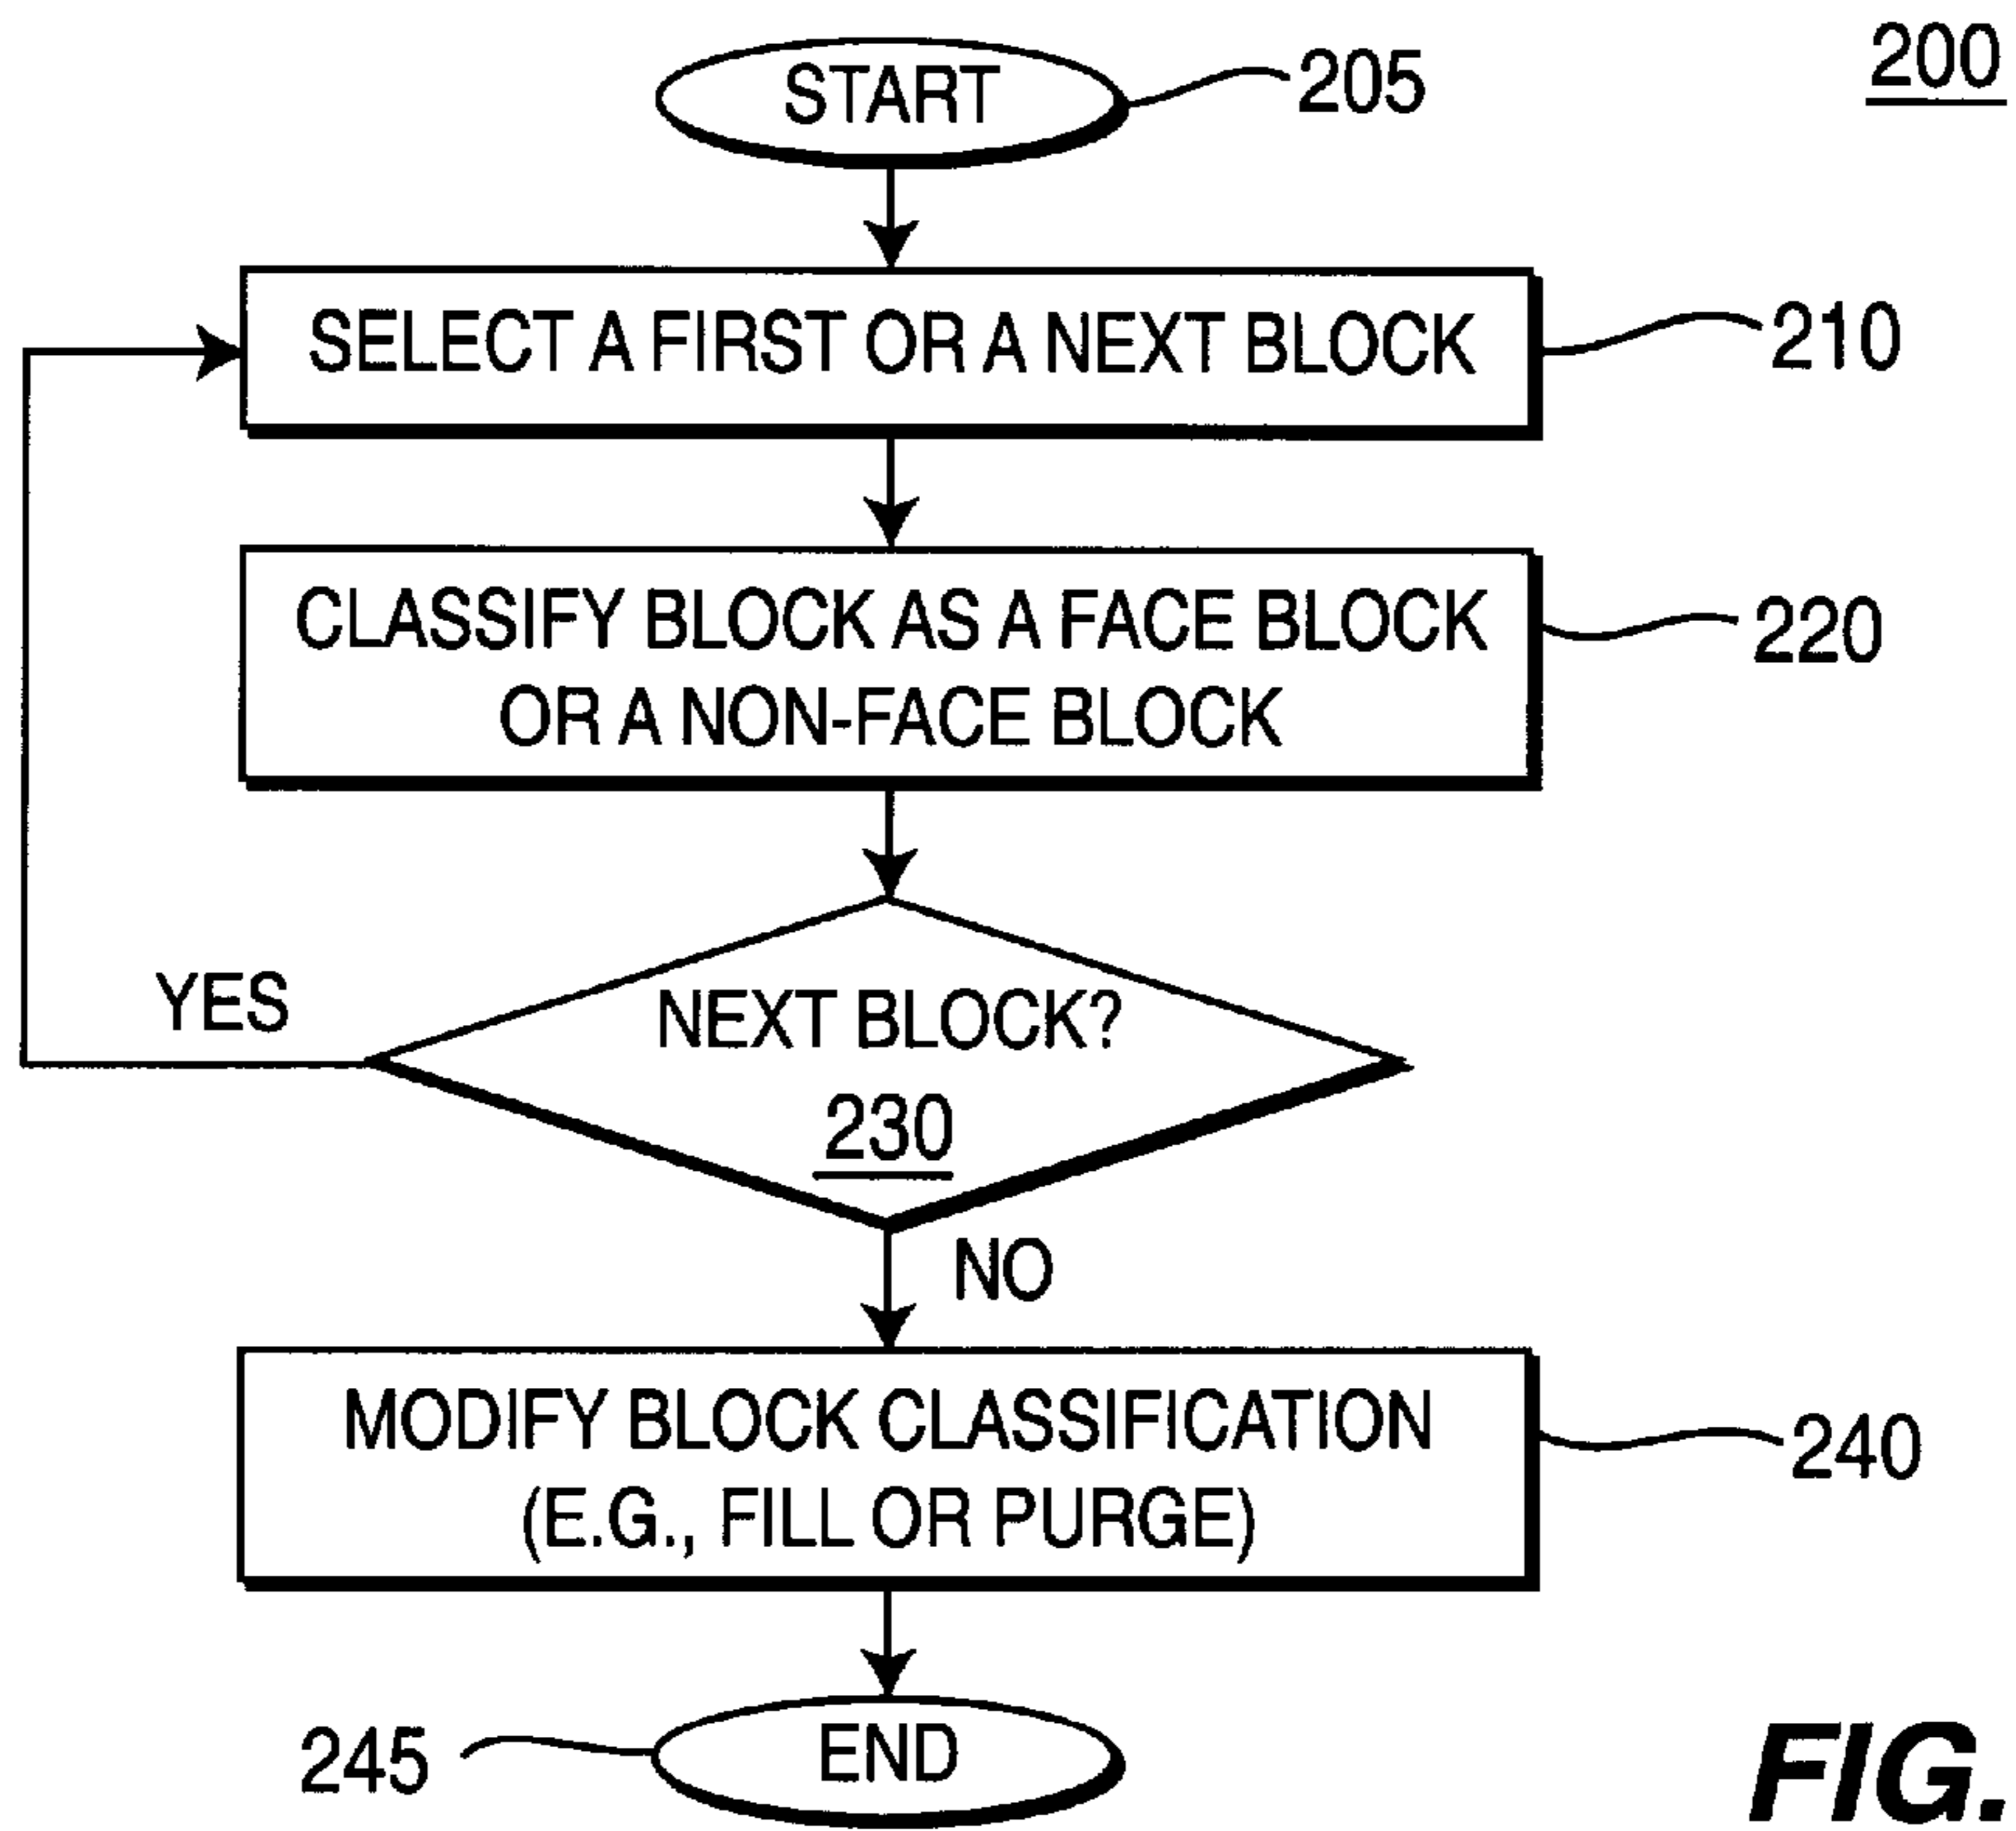 200
START
205
SELECT A FIRST OR A NEXT BLOCK
210
CLASSIFY BLOCK AS A FACE BLOCK
OR A NON-FACE BLOCK
220
YES
NEXT BLOCK?
230
NO
MODIFY BLOCK CLASSIFICATION
(E.G., FILL OR PURGE)
240
END
245
FIG.